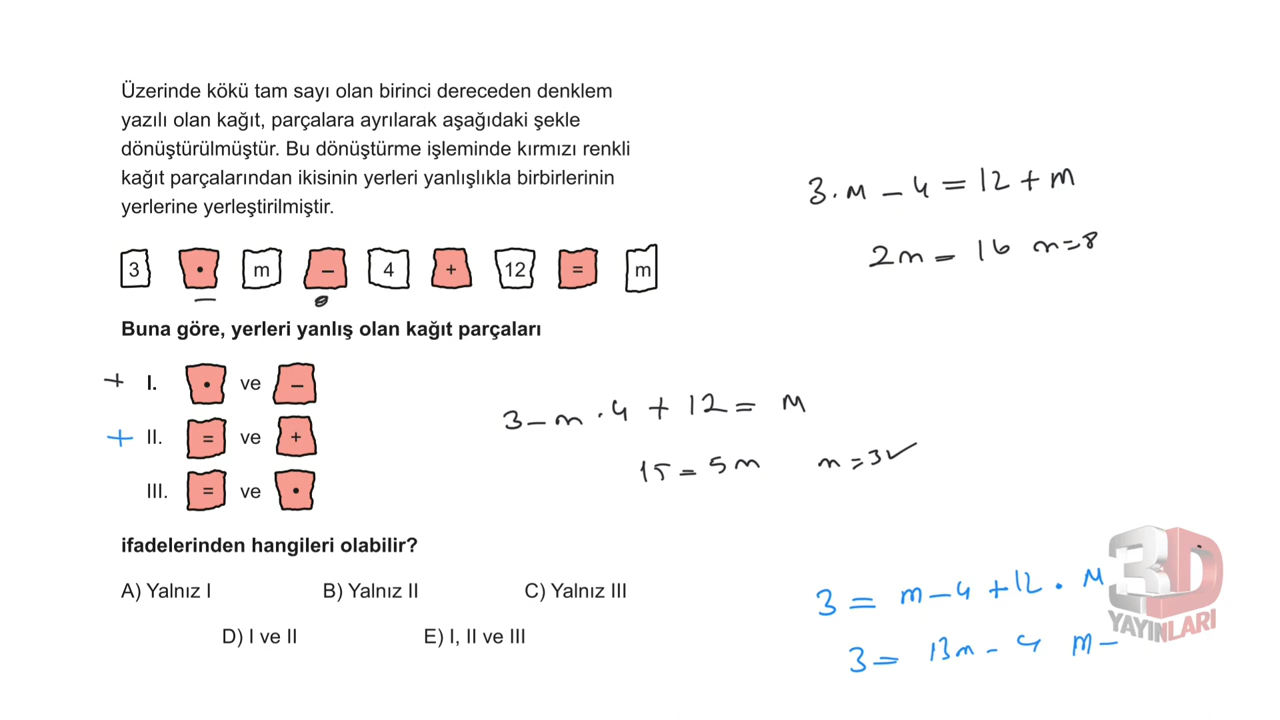 Üzerinde kökü tam sayı olan birinci dereceden denklem
yazılı olan kağıt, parçalara ayrılarak aşağıdaki şekle
dönüştürülmüştür. Bu dönüştürme işleminde kırmızı renkli
kağıt parçalarından ikisinin yerleri yanlışlıkla birbirlerinin
yerlerine yerleştirilmiştir.
3 • m – 4 + 12 = m
Buna göre, yerleri yanlış olan kağıt parçaları
+ I. • ve –
+ II. = ve +
III. = ve •
ifadelerinden hangileri olabilir?
A) Yalnız I B) Yalnız II C) Yalnız III
D) I ve II E) I, II ve III
3 . m – 4 = 12 + m
2m = 16 m = 8
3 – m . 4 + 12 = m
15 = 5m m = 3 ✓
3 = m – 4 + 12 . m
3 = 13m – 4 m –
3D
YAYINLARI